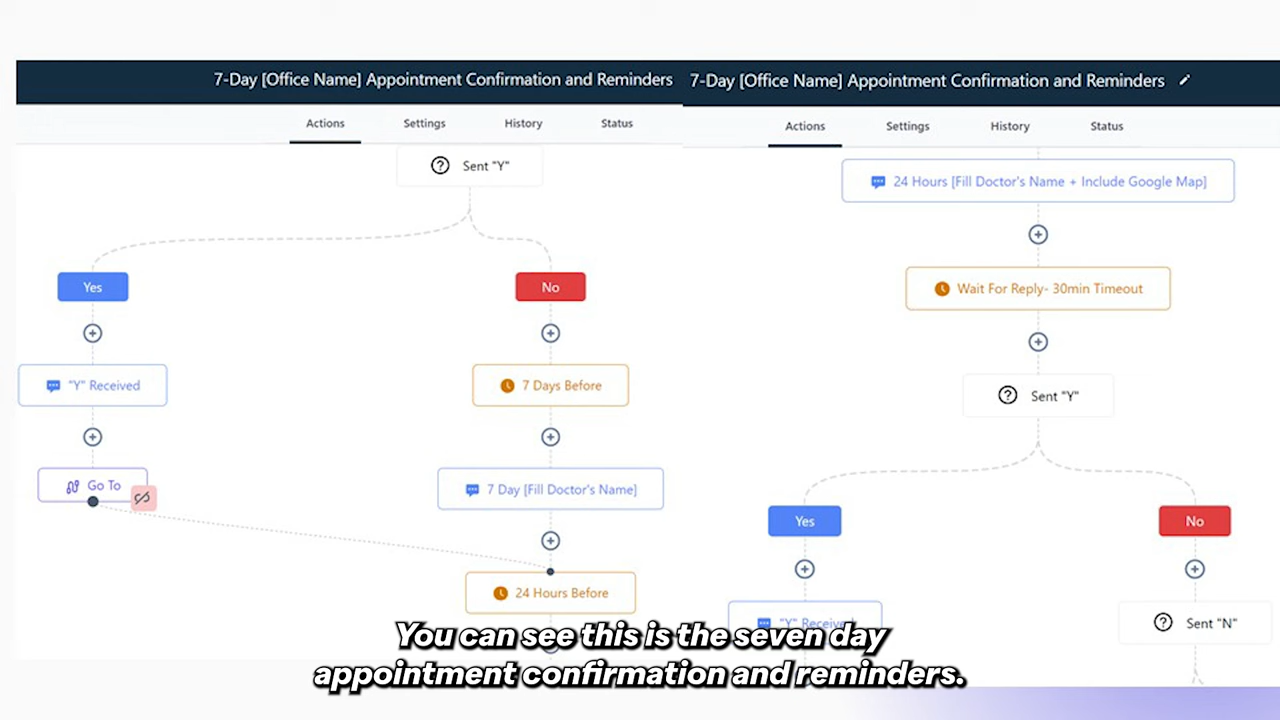 7-Day [Office Name] Appointment Confirmation and Reminders
Actions
Settings
History
Status
Sent "Y"
Yes
No
"Y" Received
7 Days Before
Go To
7 Day [Fill Doctor's Name]
24 Hours Before
7-Day [Office Name] Appointment Confirmation and Reminders
Actions
Settings
History
Status
24 Hours [Fill Doctor's Name + Include Google Map]
Wait For Reply- 30min Timeout
Sent "Y"
Yes
No
"Y" Received
Sent "N"
You can see this is the seven day
appointment confirmation and reminders.